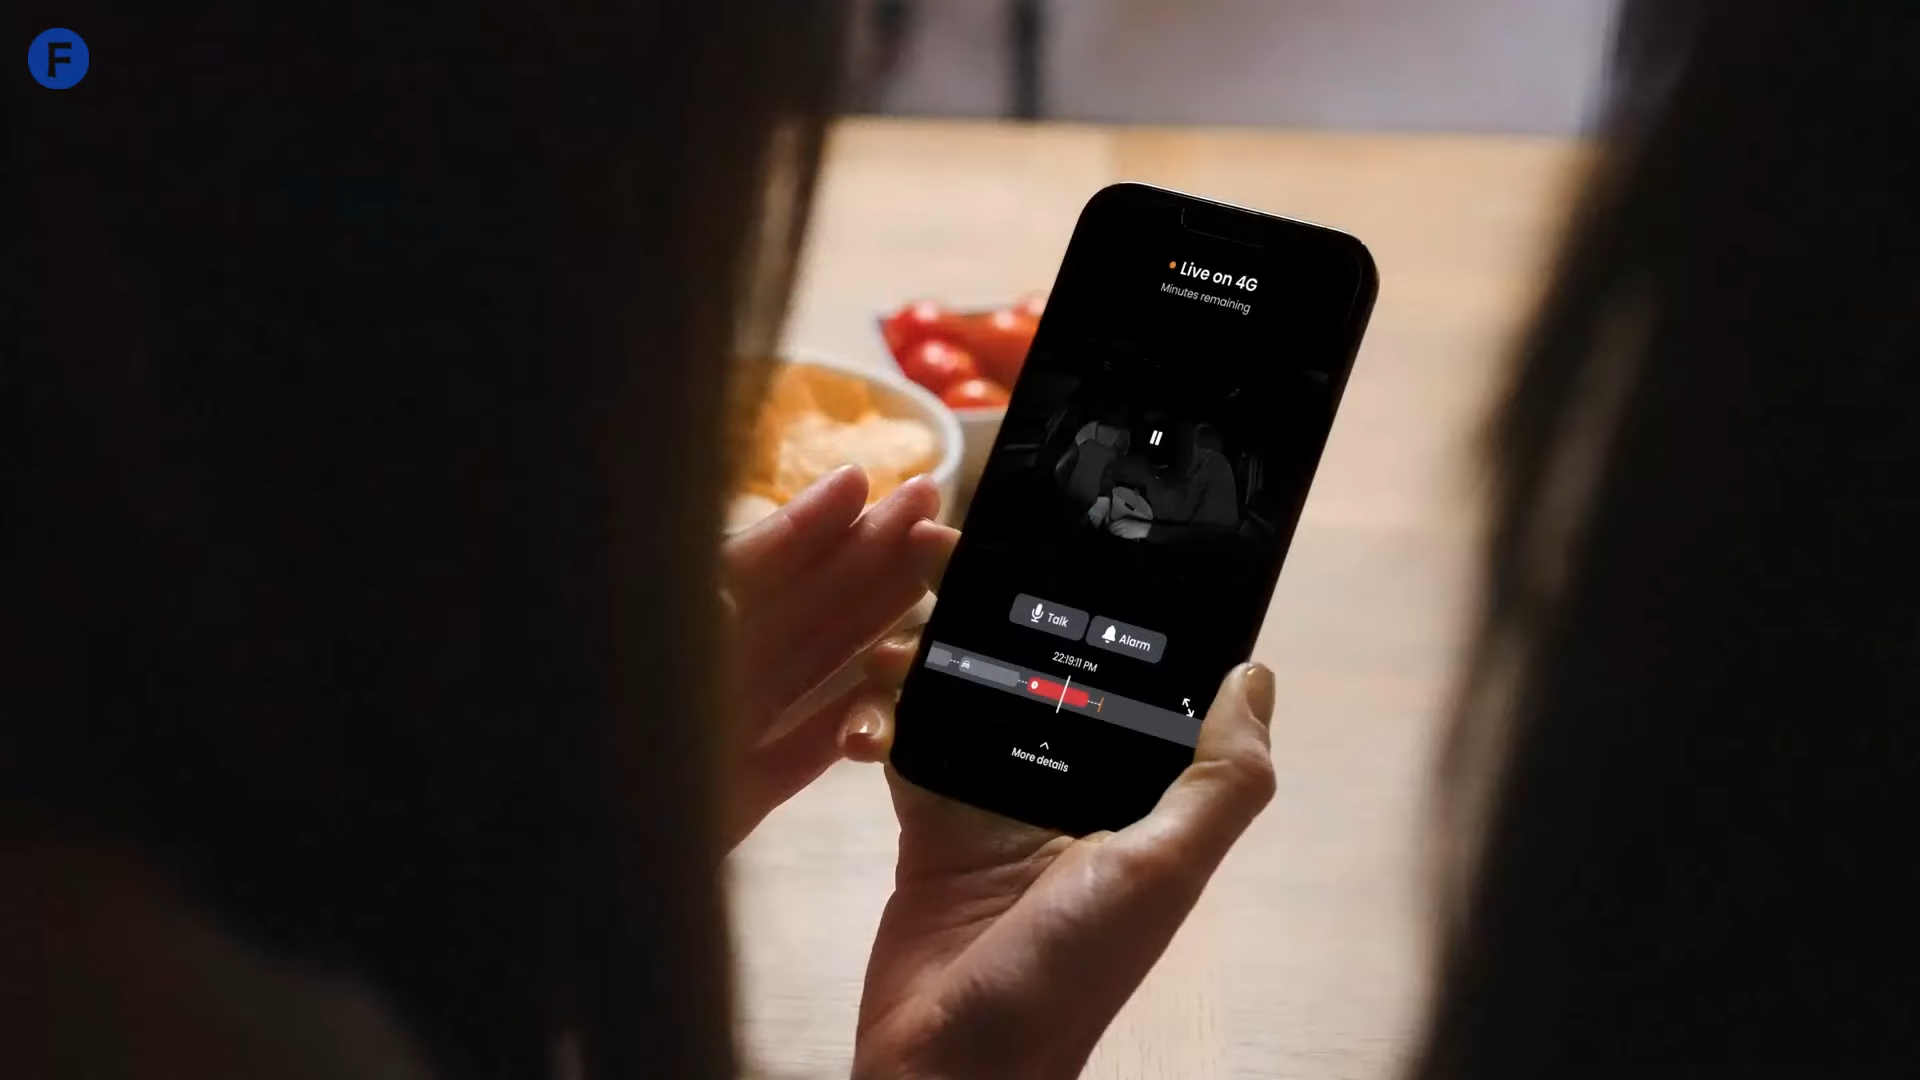 F
Live on 4G
Minutes remaining
Talk
Alarm
22:19:11 PM
More details